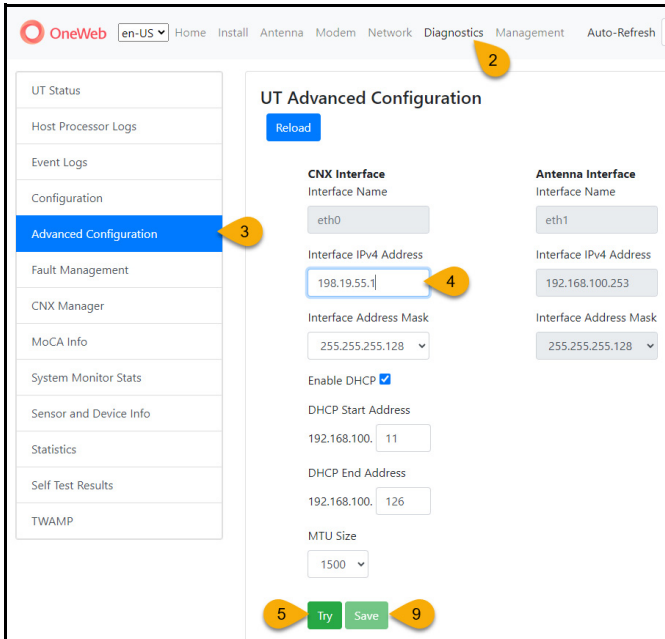 OneWeb en-US Home Install Antenna Modem Network Diagnostics Management Auto-Refresh
2
UT Status
Host Processor Logs
Event Logs
Configuration
Advanced Configuration
3
Fault Management
CNX Manager
MoCA Info
System Monitor Stats
Sensor and Device Info
Statistics
Self Test Results
TWAMP
UT Advanced Configuration
Reload
CNX Interface
Interface Name
eth0
Interface IPv4 Address
198.19.55.1
4
Interface Address Mask
255.255.255.128
Enable DHCP
DHCP Start Address
192.168.100. 11
DHCP End Address
192.168.100. 126
MTU Size
1500
5 Try Save 9
Antenna Interface
Interface Name
eth1
Interface IPv4 Address
192.168.100.253
Interface Address Mask
255.255.255.128